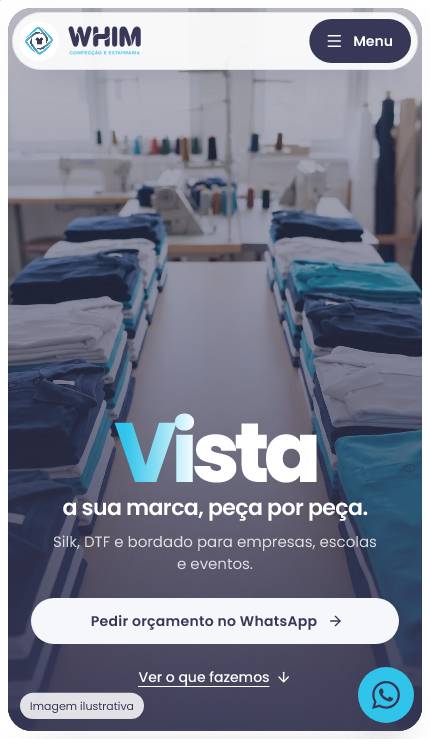 WHIM
CONFECÇÃO E ESTAMPARIA
Menu
Vista
a sua marca, peça por peça.
Silk, DTF e bordado para empresas, escolas
e eventos.
Pedir orçamento no WhatsApp →
Ver o que fazemos ↓
Imagem ilustrativa